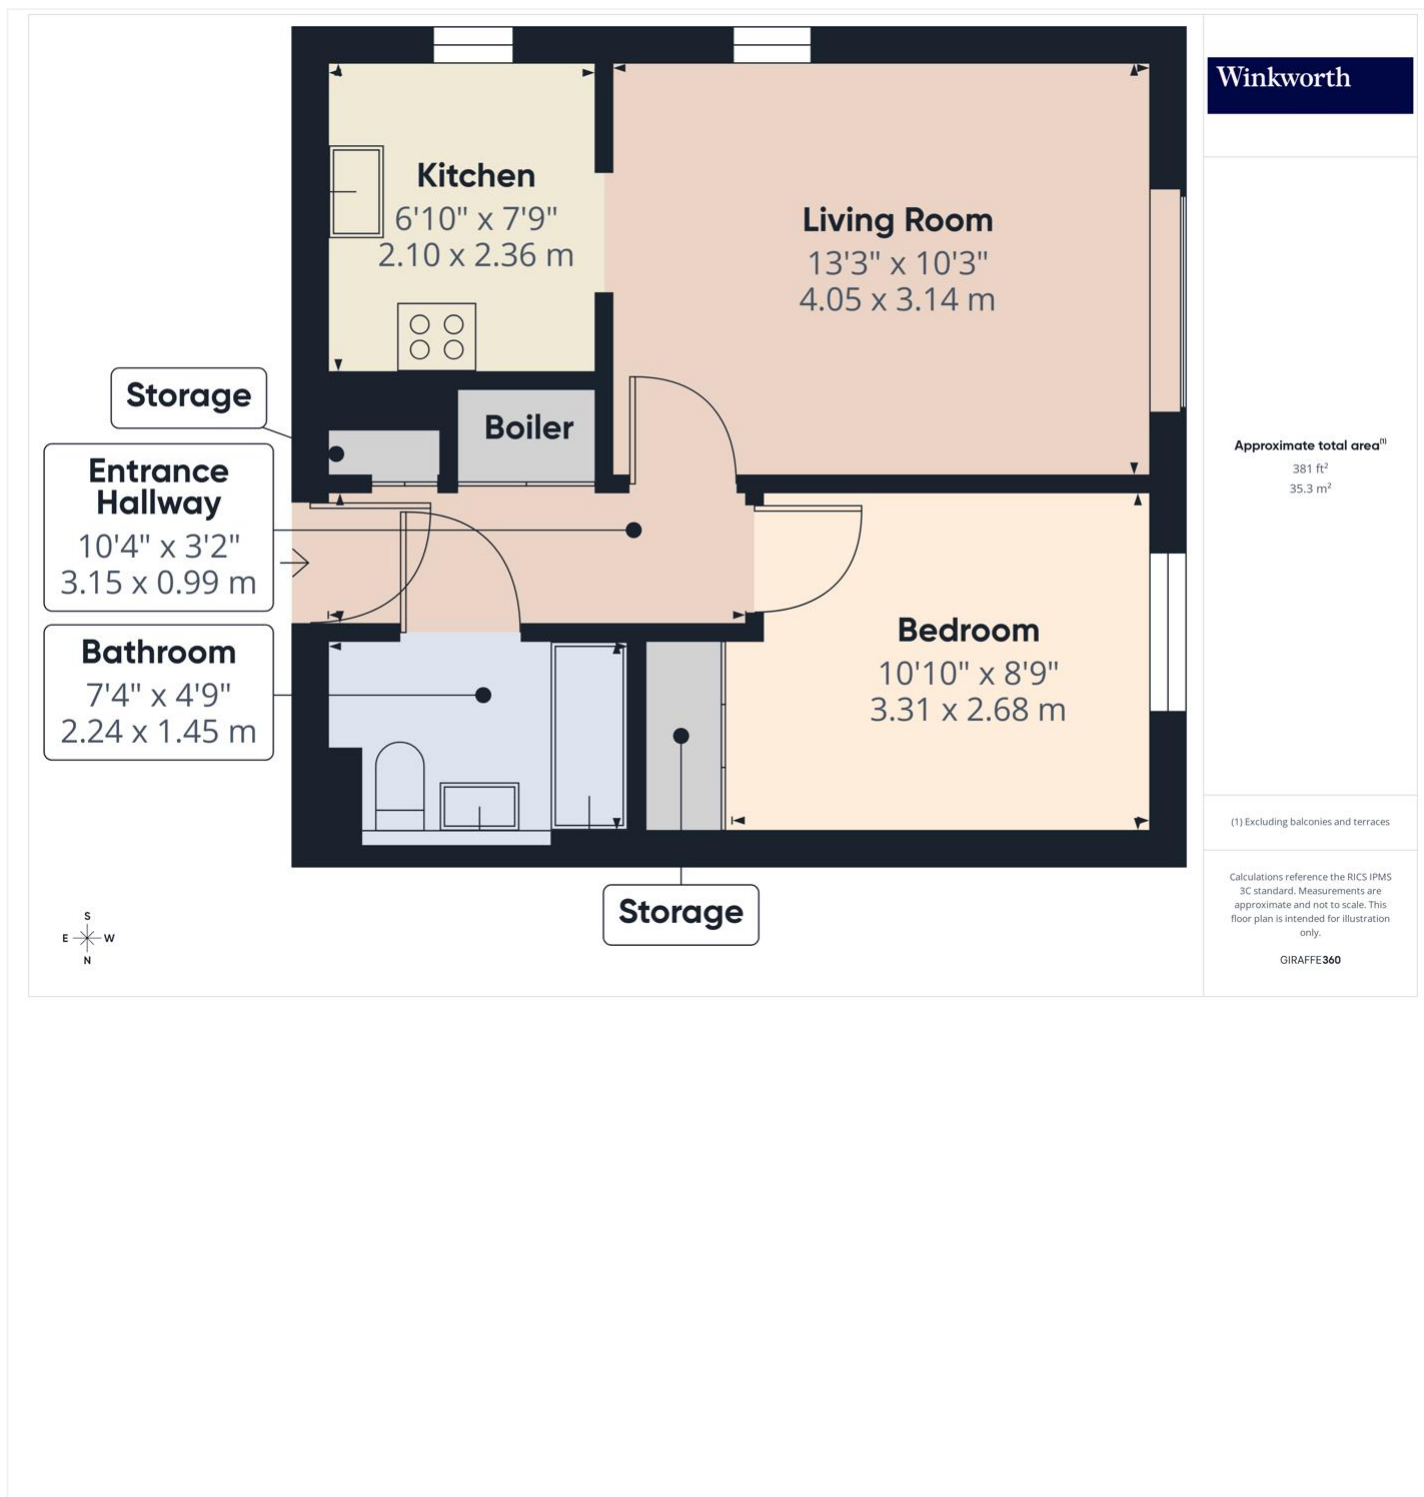 Winkworth
Kitchen
6'10" x 7'9"
2.10 x 2.36 m
Living Room
13'3" x 10'3"
4.05 x 3.14 m
Storage
Boiler
Entrance
Hallway
10'4" x 3'2"
3.15 x 0.99 m
Bathroom
7'4" x 4'9"
2.24 x 1.45 m
Bedroom
10'10" x 8'9"
3.31 x 2.68 m
Storage
S
E W
N
Approximate total area(1)
381 ft²
35.3 m²
(1) Excluding balconies and terraces
Calculations reference the RICS IPMS
3C standard. Measurements are
approximate and not to scale. This
floor plan is intended for illustration
only.
GIRAFFE360